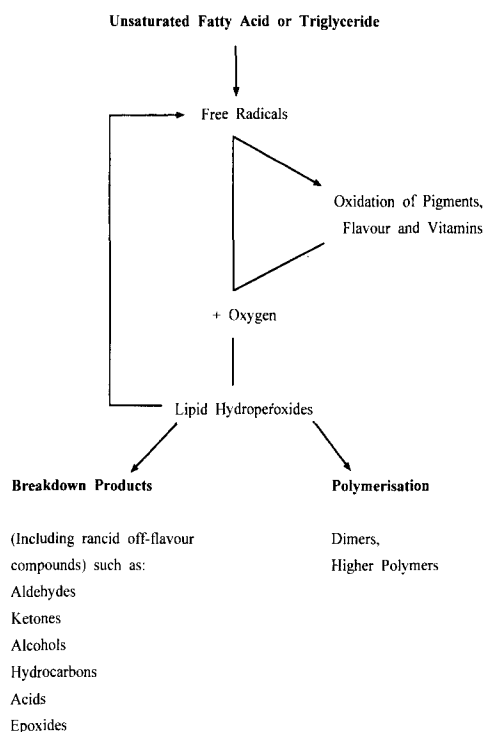 Unsaturated Fatty Acid or Triglyceride
Free Radicals
Oxidation of Pigments,
Flavour and Vitamins
+ Oxygen
Lipid Hydroperoxides
Breakdown Products
(Including rancid off-flavour
compounds) such as:
Aldehydes
Ketones
Alcohols
Hydrocarbons
Acids
Epoxides
Polymerisation
Dimers,
Higher Polymers